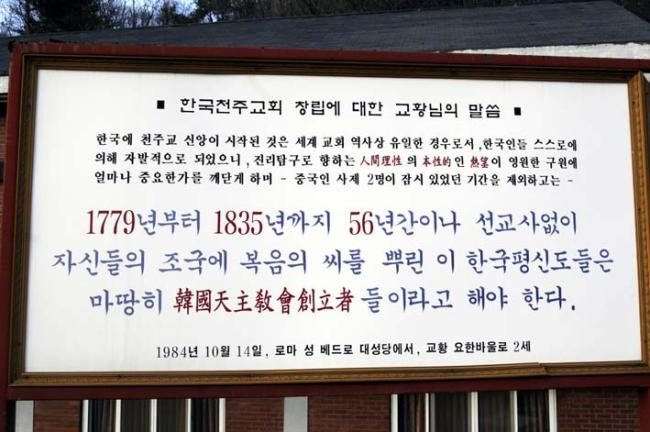 ■ 한국천주교회 창립에 대한 교황님의 말씀 ■
한국에 천주교 신앙이 시작된 것은 세계 교회 역사상 유일한 경우로서, 한국인들 스스로에
의해 자발적으로 되었으니, 진리탐구로 향하는 人間理性의 本性的인 熱望이 영원한 구원에
얼마나 중요한가를 깨닫게 하며 - 중국인 사제 2명이 잠시 있었던 기간을 제외하고는 -
1779년부터 1835년까지 56년간이나 선교사없이
자신들의 조국에 복음의 씨를 뿌린 이 한국평신도들은
마땅히 韓國天主敎會創立者 들이라고 해야 한다.
1984년 10월 14일, 로마 성 베드로 대성당에서, 교황 요한바울로 2세